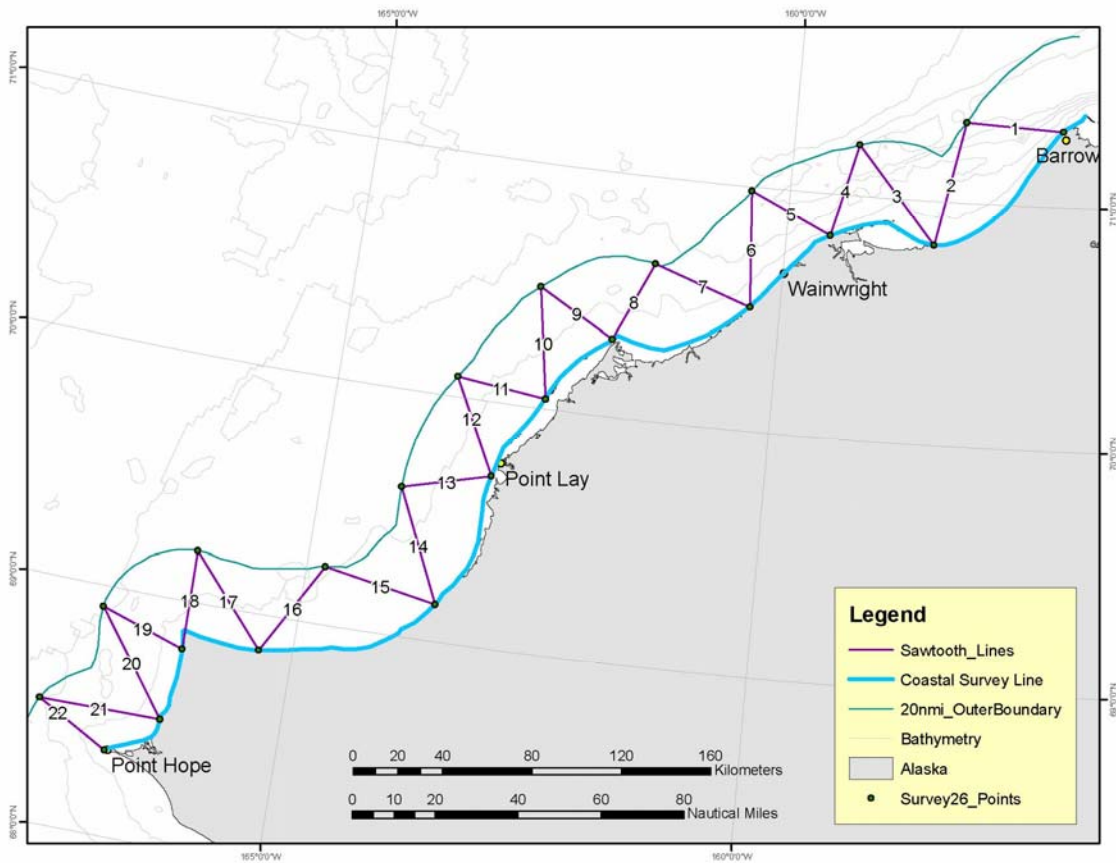 165°0'0"W 160°0'0"W
71°0'0"N
1
Barrow
2
3
4
5
6
71°0'0"N
Wainwright
7
8
9
10
70°0'0"N
11
12
Point Lay
13
70°0'0"N
14
15
16
17
18
69°0'0"N
19
20
21
22
Point Hope
69°0'0"N
68°0'0"N
Legend
Sawtooth_Lines
Coastal Survey Line
20nmi_OuterBoundary
Bathymetry
Alaska
Survey26_Points
0 20 40 80 120 160
Kilometers
0 10 20 40 60 80
Nautical Miles
165°0'0"W 160°0'0"W